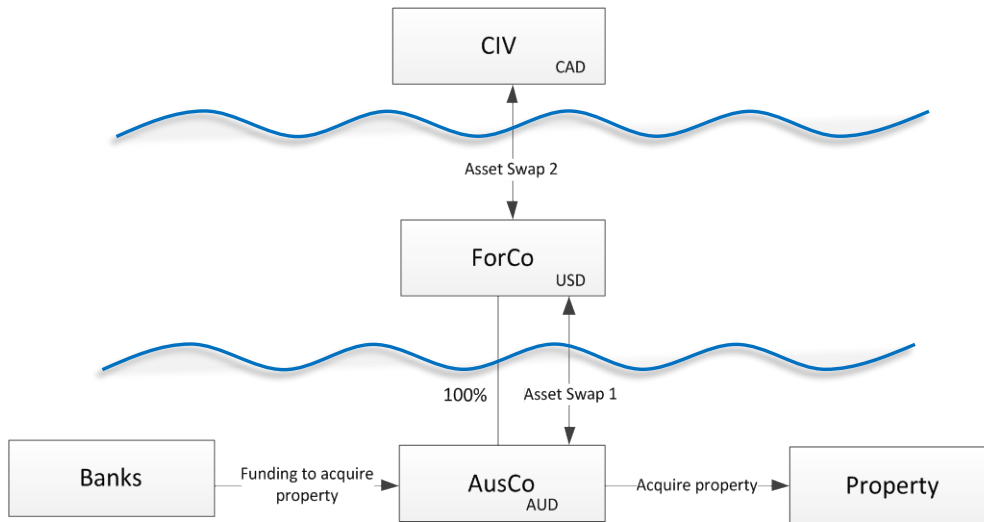 CIV
CAD
Asset Swap 2
ForCo
USD
100%
Asset Swap 1
Banks
Funding to acquire
property
AusCo
AUD
Acquire property
Property